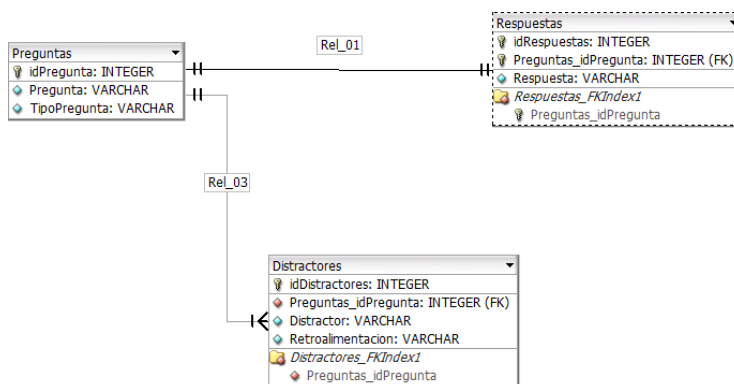 Preguntas
idPregunta: INTEGER
Pregunta: VARCHAR
TipoPregunta: VARCHAR
Rel_01
Respuestas
idRespuestas: INTEGER
Preguntas_idPregunta: INTEGER (FK)
Respuesta: VARCHAR
Respuestas_FKIndex1
Preguntas_idPregunta
Rel_03
Distractores
idDistractores: INTEGER
Preguntas_idPregunta: INTEGER (FK)
Distractor: VARCHAR
Retroalimentacion: VARCHAR
Distractores_FKIndex1
Preguntas_idPregunta